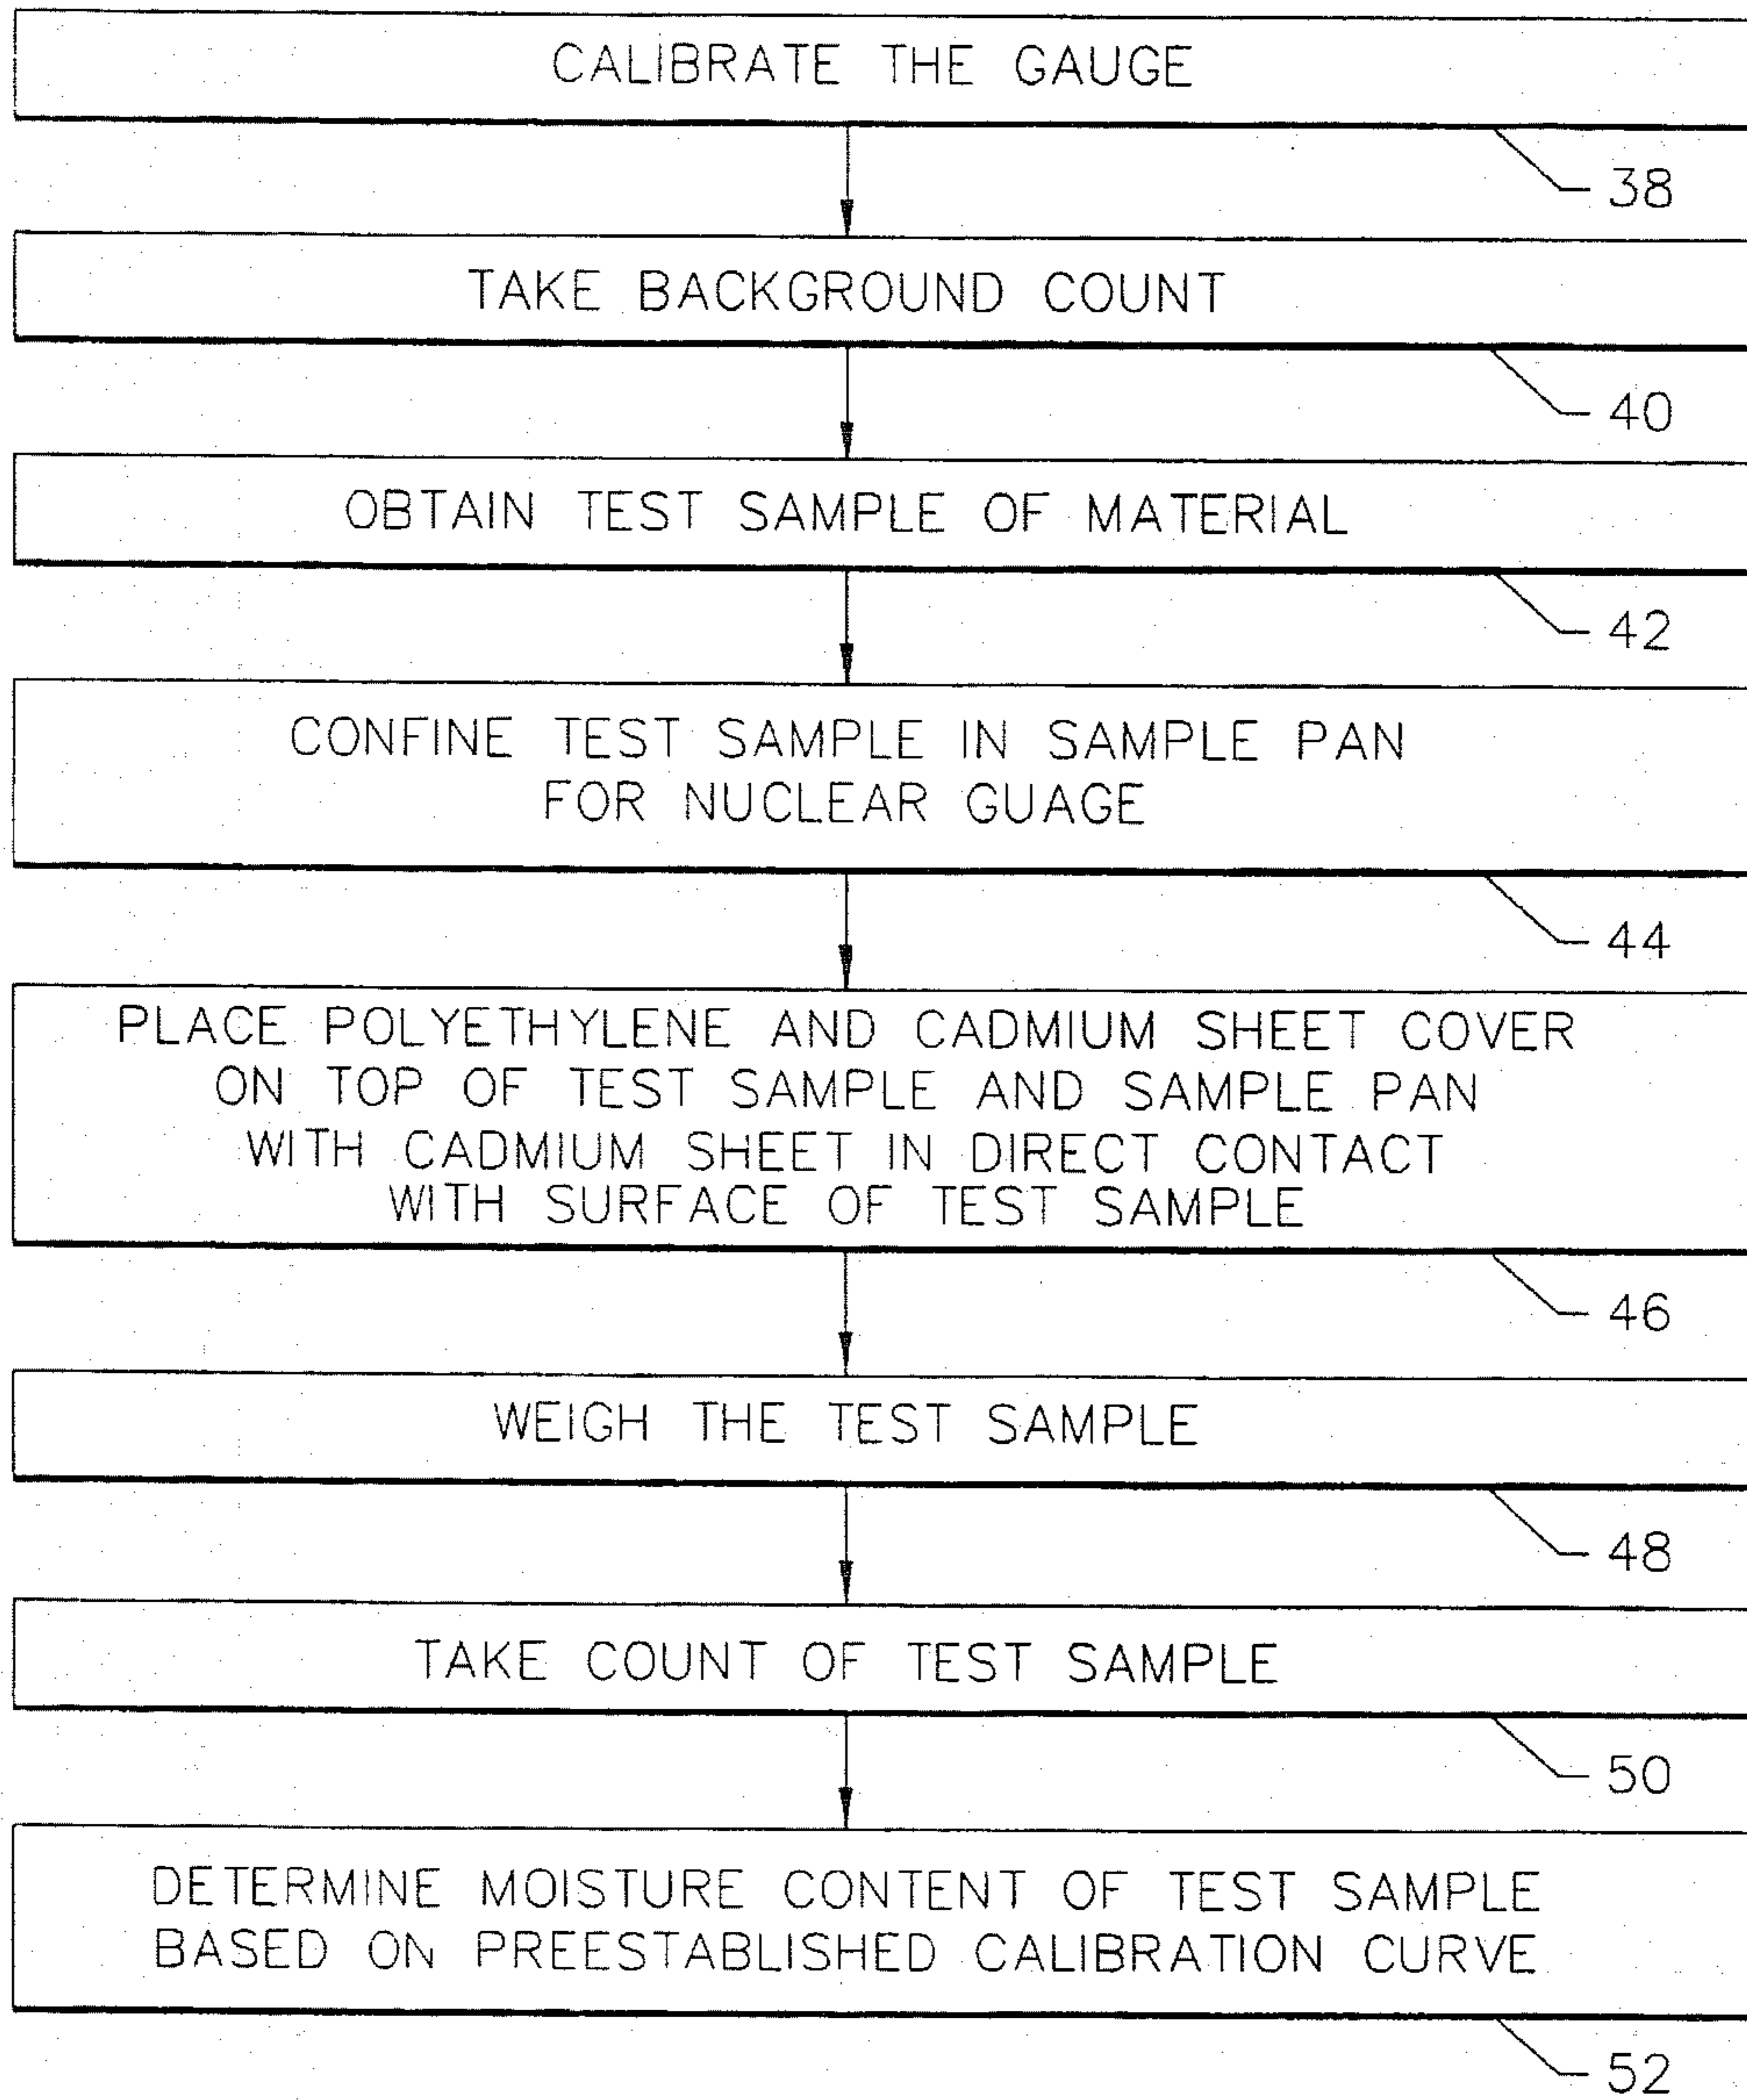 CALIBRATE THE GAUGE
38
TAKE BACKGROUND COUNT
40
OBTAIN TEST SAMPLE OF MATERIAL
42
CONFINE TEST SAMPLE IN SAMPLE PAN
FOR NUCLEAR GUAGE
44
PLACE POLYETHYLENE AND CADMIUM SHEET COVER
ON TOP OF TEST SAMPLE AND SAMPLE PAN
WITH CADMIUM SHEET IN DIRECT CONTACT
WITH SURFACE OF TEST SAMPLE
46
WEIGH THE TEST SAMPLE
48
TAKE COUNT OF TEST SAMPLE
50
DETERMINE MOISTURE CONTENT OF TEST SAMPLE
BASED ON PREESTABLISHED CALIBRATION CURVE
52